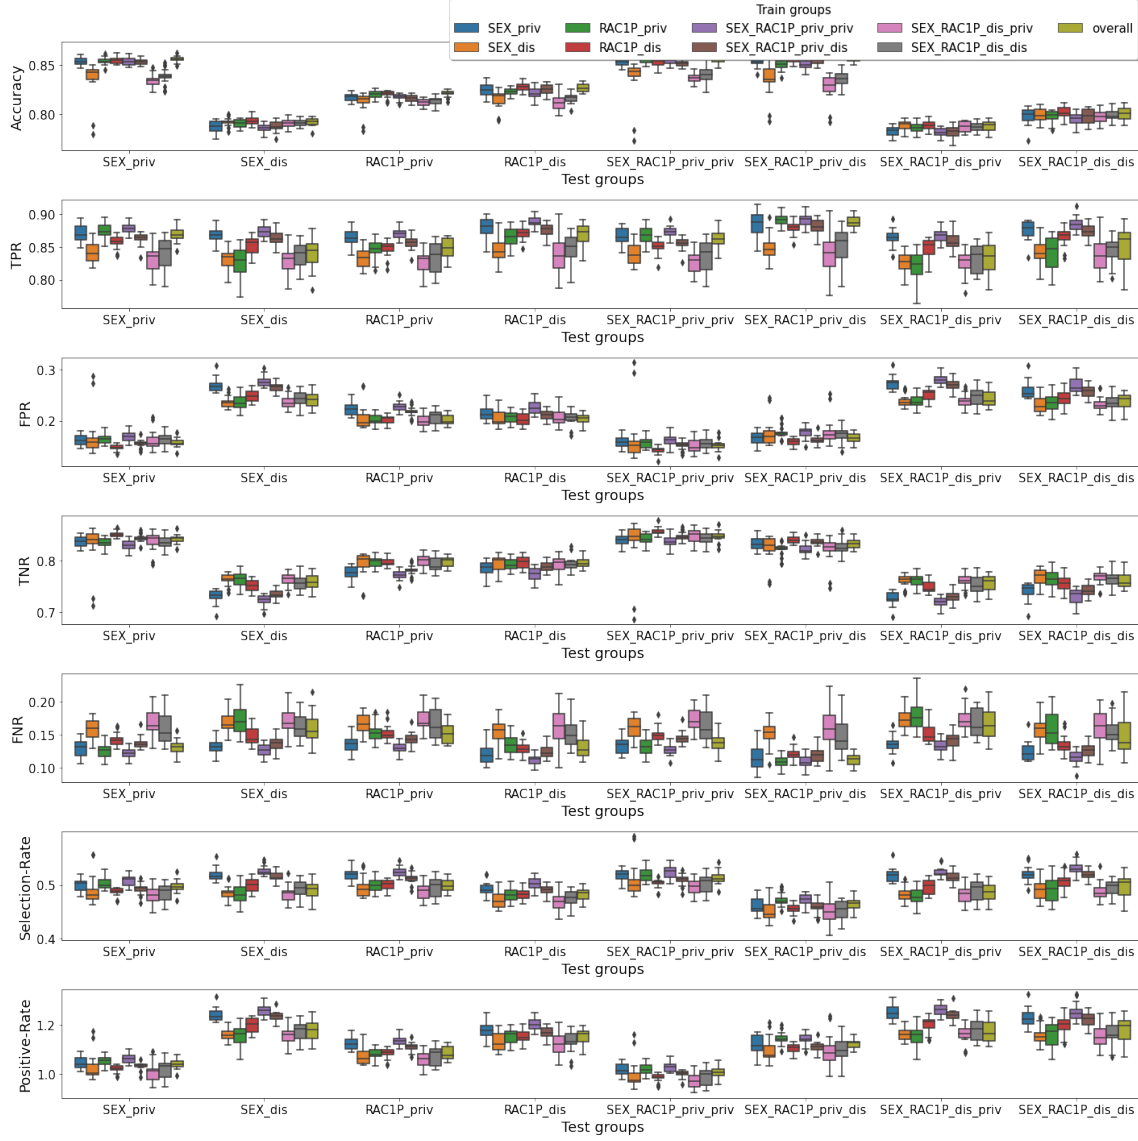 Train groups
SEX_priv RAC1P_priv SEX_RAC1P_priv_priv SEX_RAC1P_dis_priv overall
SEX_dis RAC1P_dis SEX_RAC1P_priv_dis SEX_RAC1P_dis_dis
Accuracy
0.85
0.80
SEX_priv SEX_dis RAC1P_priv RAC1P_dis SEX_RAC1P_priv_priv SEX_RAC1P_priv_dis SEX_RAC1P_dis_priv SEX_RAC1P_dis_dis
Test groups
TPR
0.90
0.85
0.80
SEX_priv SEX_dis RAC1P_priv RAC1P_dis SEX_RAC1P_priv_priv SEX_RAC1P_priv_dis SEX_RAC1P_dis_priv SEX_RAC1P_dis_dis
Test groups
FPR
0.3
0.2
SEX_priv SEX_dis RAC1P_priv RAC1P_dis SEX_RAC1P_priv_priv SEX_RAC1P_priv_dis SEX_RAC1P_dis_priv SEX_RAC1P_dis_dis
Test groups
TNR
0.8
0.7
SEX_priv SEX_dis RAC1P_priv RAC1P_dis SEX_RAC1P_priv_priv SEX_RAC1P_priv_dis SEX_RAC1P_dis_priv SEX_RAC1P_dis_dis
Test groups
FNR
0.20
0.15
0.10
SEX_priv SEX_dis RAC1P_priv RAC1P_dis SEX_RAC1P_priv_priv SEX_RAC1P_priv_dis SEX_RAC1P_dis_priv SEX_RAC1P_dis_dis
Test groups
Selection-Rate
0.5
0.4
SEX_priv SEX_dis RAC1P_priv RAC1P_dis SEX_RAC1P_priv_priv SEX_RAC1P_priv_dis SEX_RAC1P_dis_priv SEX_RAC1P_dis_dis
Test groups
Positive-Rate
1.2
1.0
SEX_priv SEX_dis RAC1P_priv RAC1P_dis SEX_RAC1P_priv_priv SEX_RAC1P_priv_dis SEX_RAC1P_dis_priv SEX_RAC1P_dis_dis
Test groups